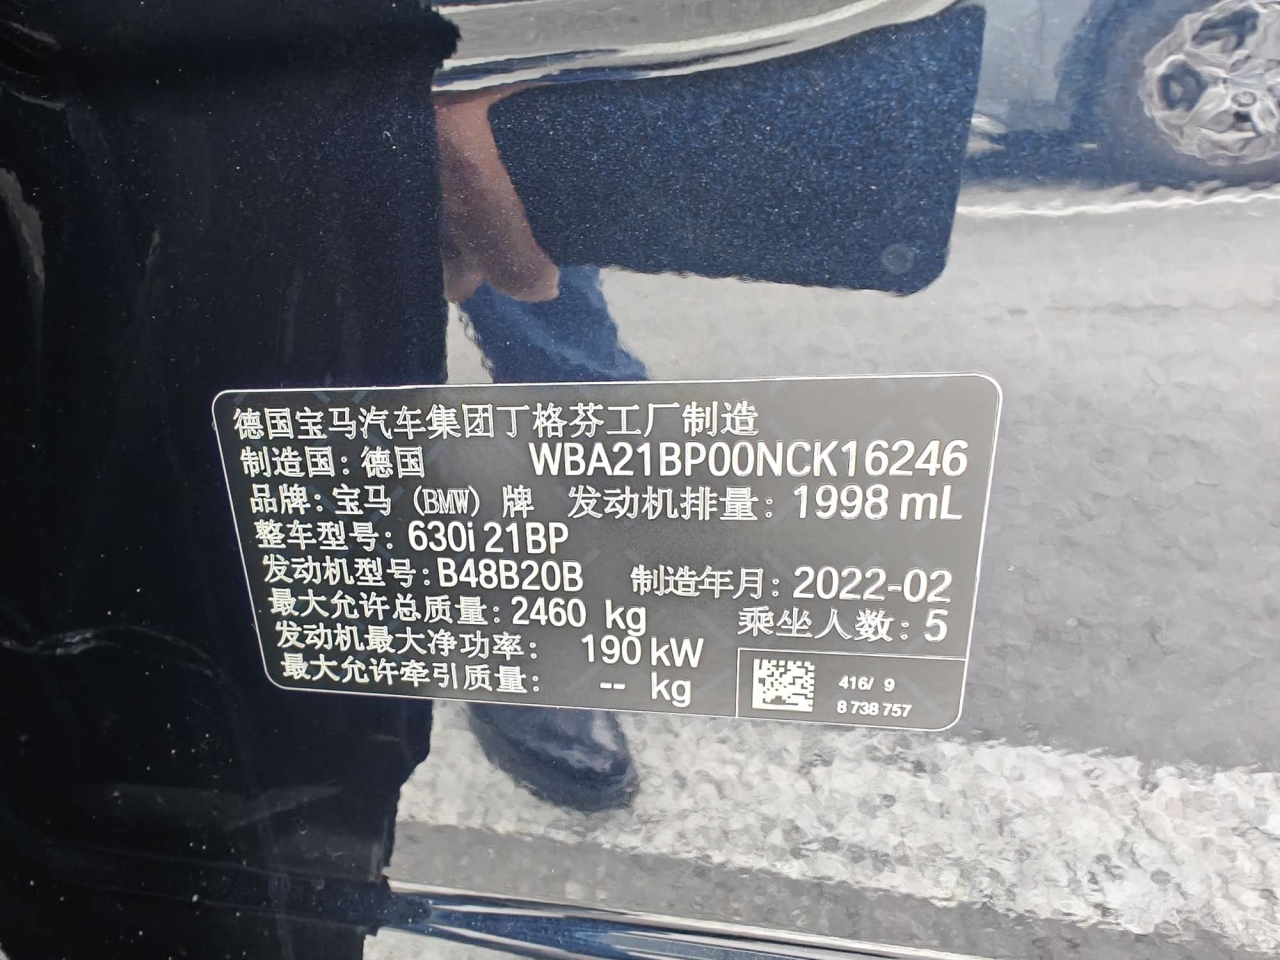 德国宝马汽车集团丁格芬工厂制造
制造国：德国 WBA21BP00NCK16246
品牌：宝马（BMW）牌 发动机排量：1998 mL
整车型号：630i 21BP
发动机型号：B48B20B 制造年月：2022-02
最大允许总质量：2460 kg 乘坐人数：5
发动机最大净功率： 190 kW
最大允许牵引质量： -- kg
416/ 9
8 738 757